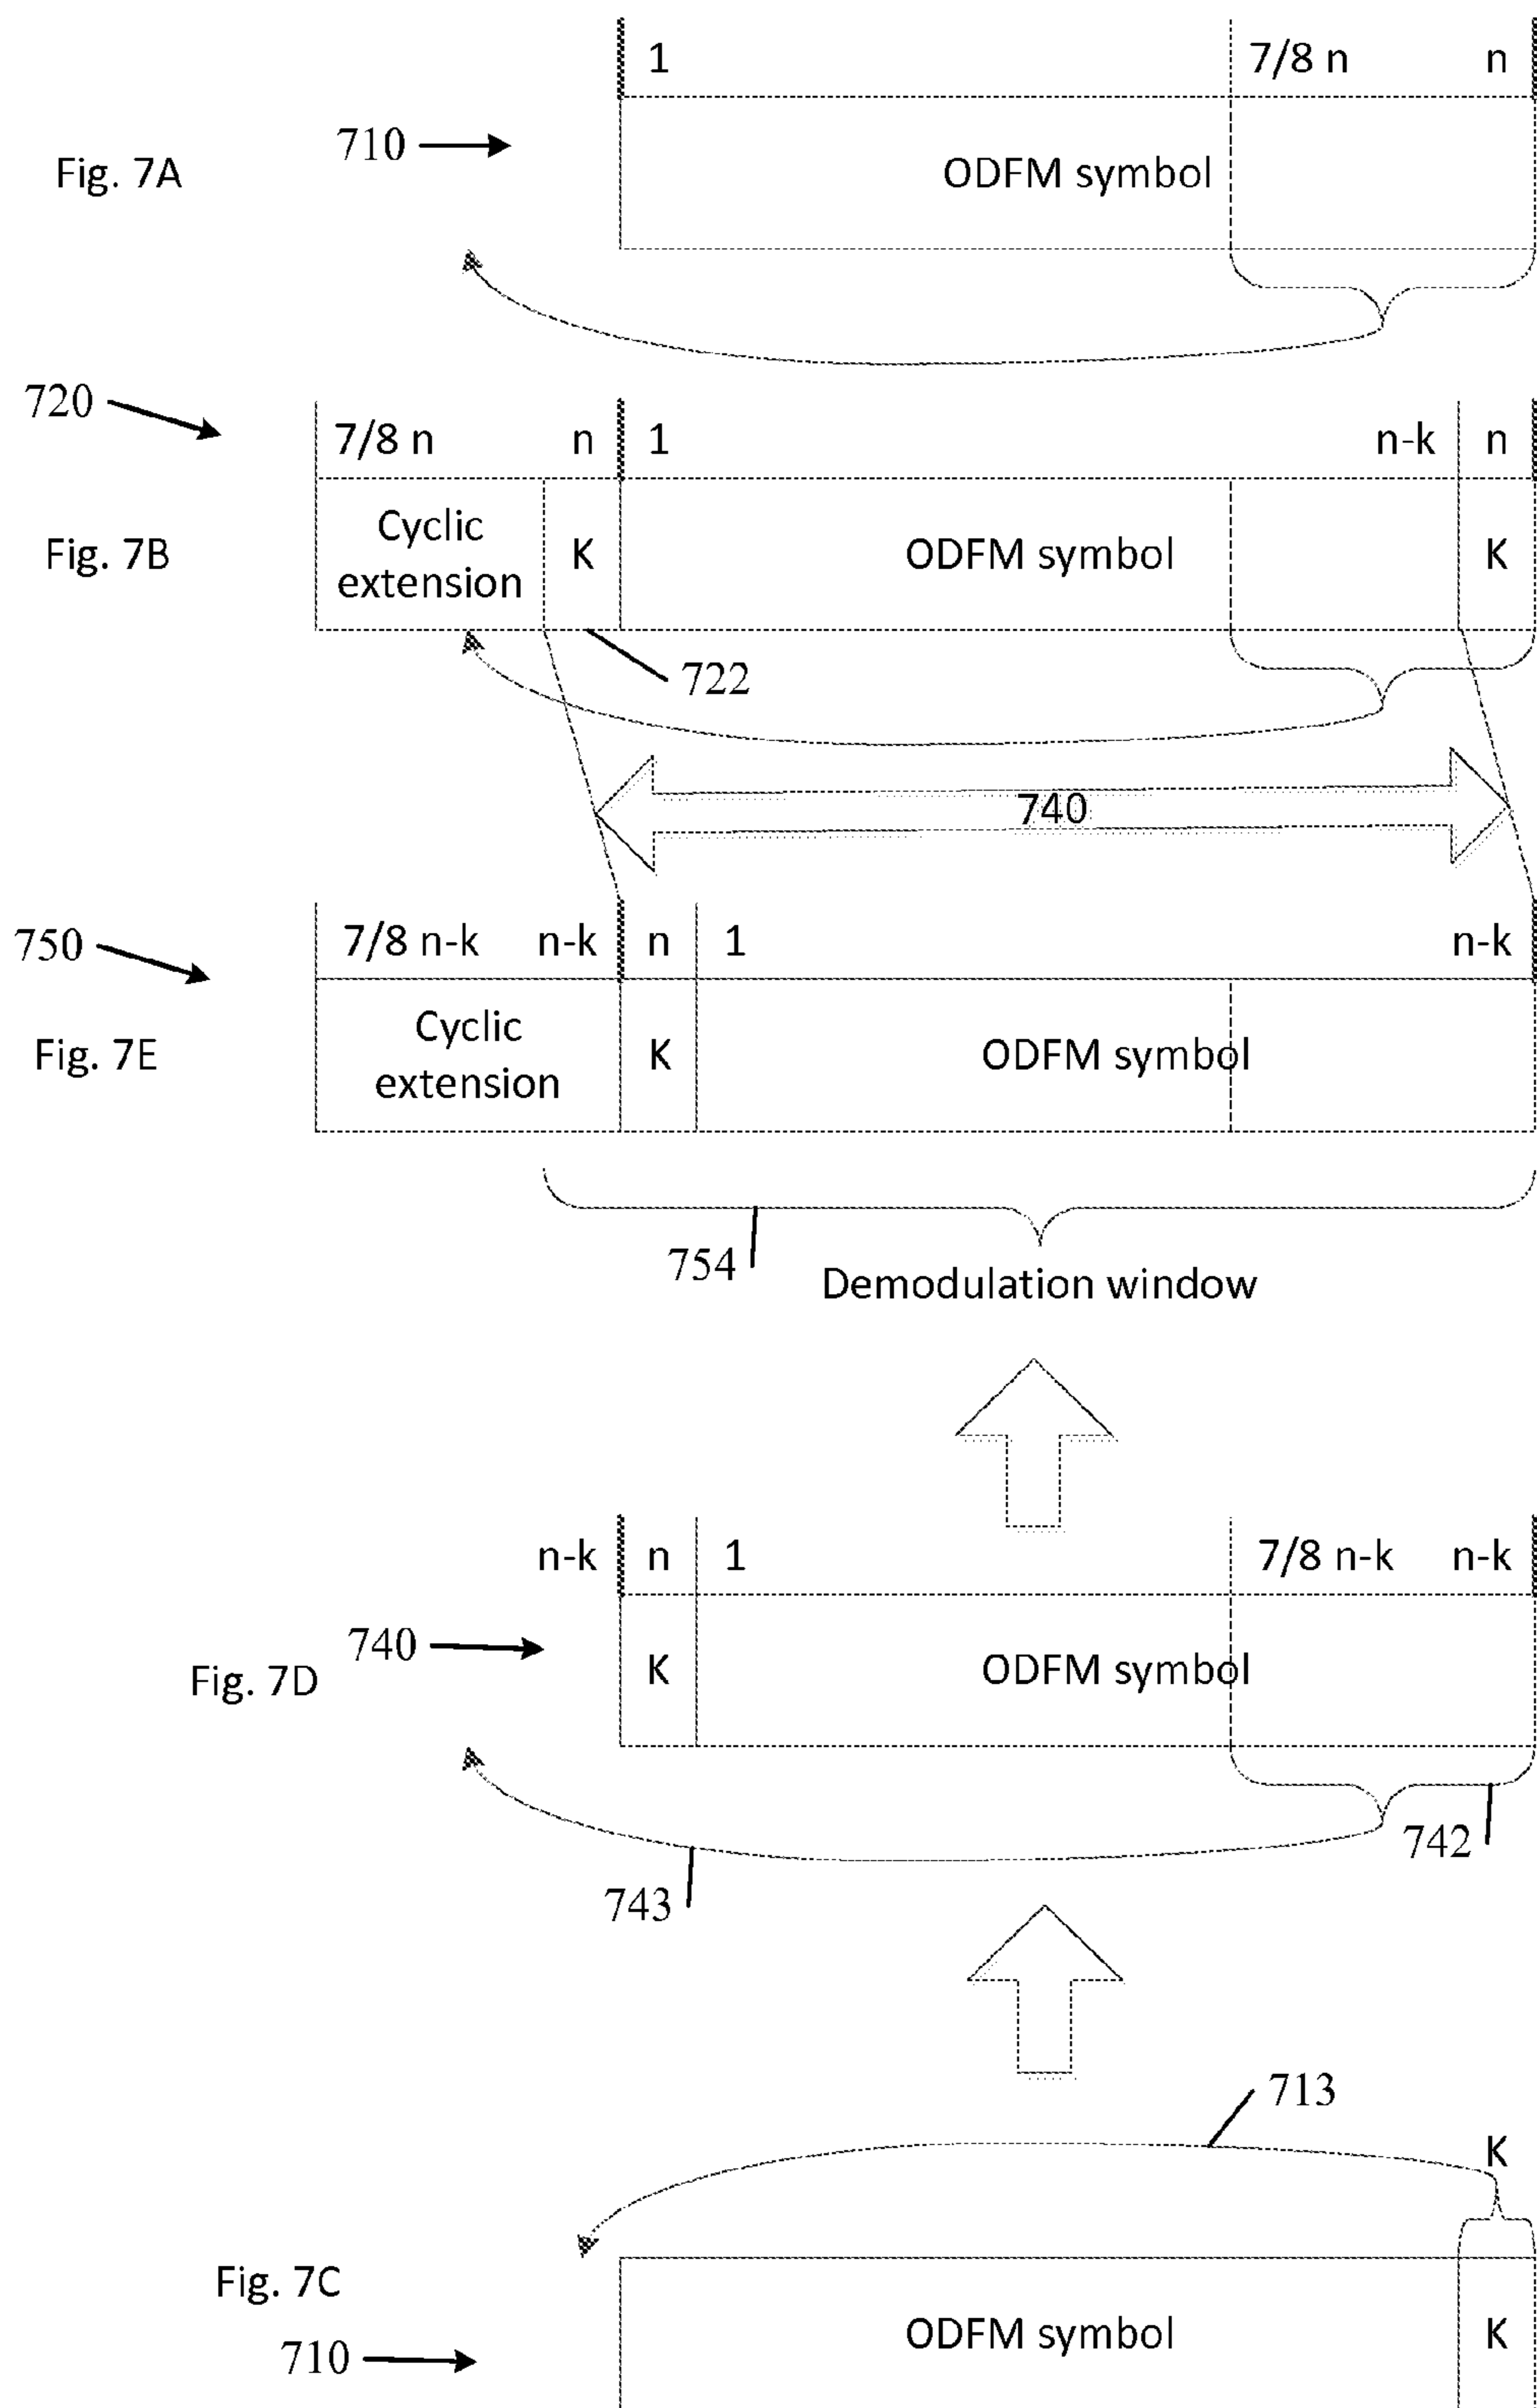 1 7/8 n n
710
Fig. 7A
ODFM symbol
720
7/8 n n 1 n-k n
Fig. 7B
Cyclic
extension
K ODFM symbol K
722
740
750
7/8 n-k n-k n 1 n-k
Fig. 7E
Cyclic
extension
K ODFM symbol
754
Demodulation window
n-k n 1 7/8 n-k n-k
740
Fig. 7D
K ODFM symbol
742
743
713
K
Fig. 7C
ODFM symbol K
710